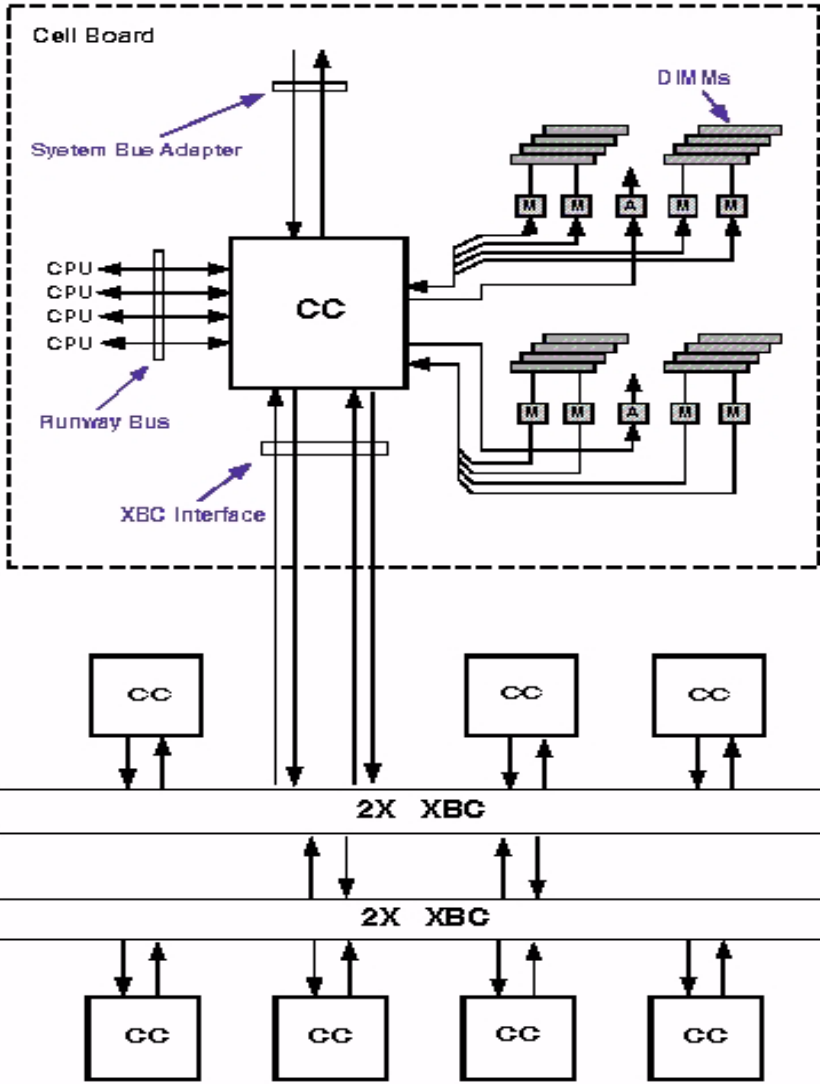 Cell Board
DIMMs
System Bus Adapter
M M A M M
CPU
CPU
CPU
CPU
CC
Runway Bus
M M A M M
XBC Interface
CC
CC
CC
2X XBC
2X XBC
CC
CC
CC
CC